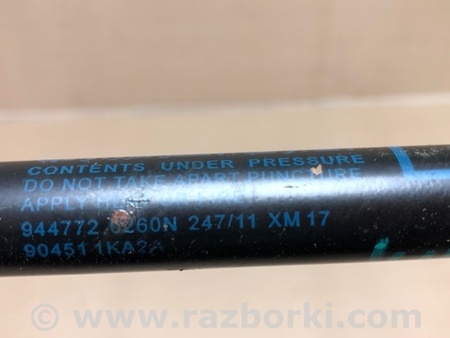 CONTENTS UNDER PRESSURE
DO NOT TAKE APART PUNCTURE
APPLY
944772 0260N 247/11 XM 17
90451 1KA2A
www.razborki.com